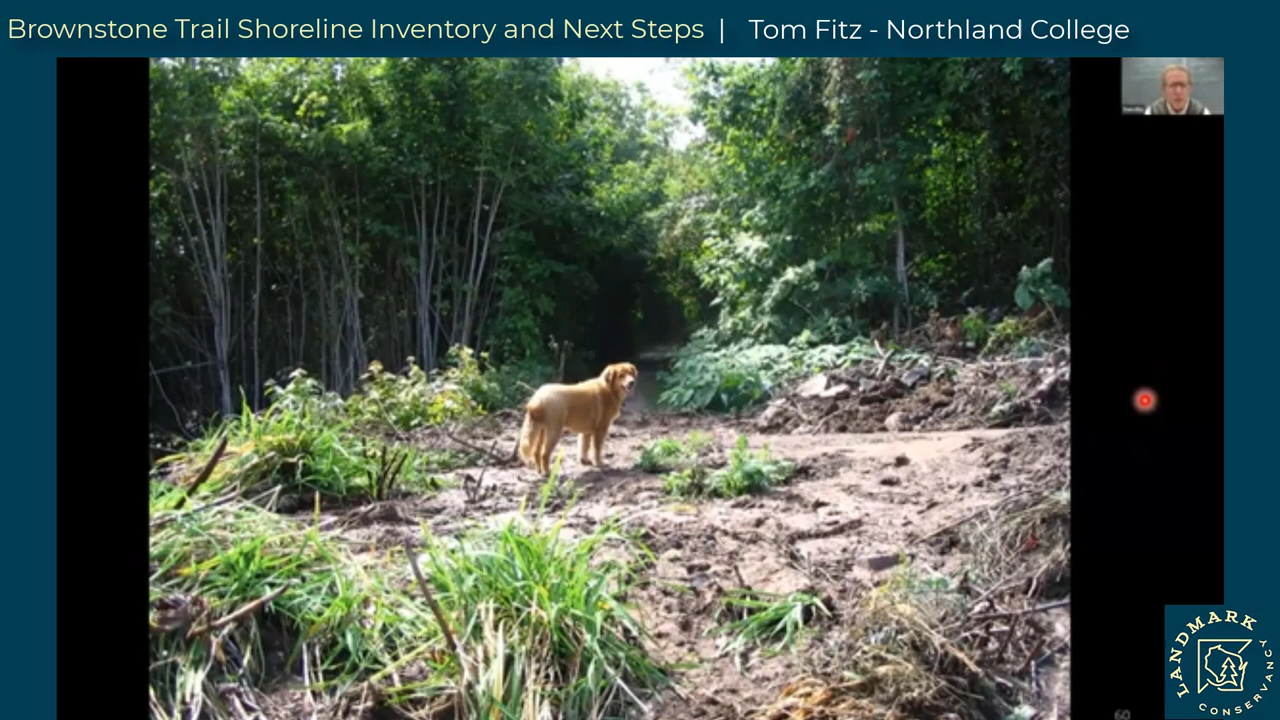 Brownstone Trail Shoreline Inventory and Next Steps | Tom Fitz - Northland College
LANDMARK
CONSERVANCY